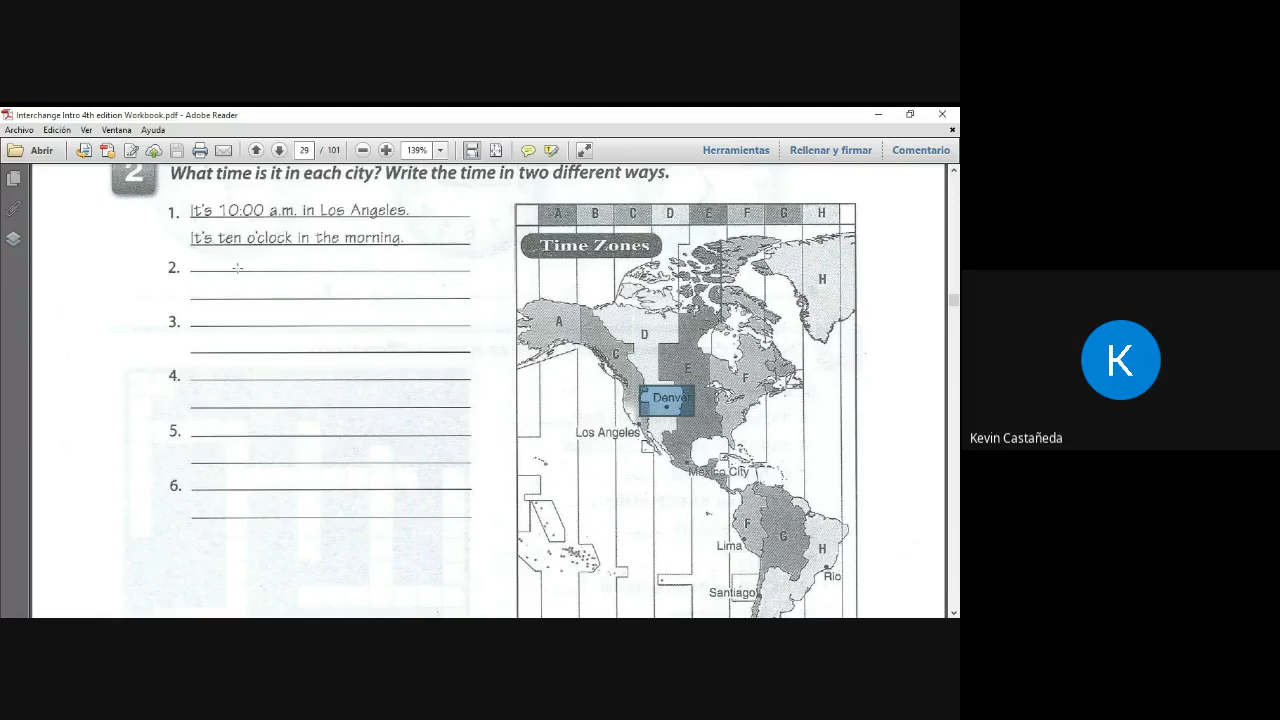 Interchange Intro 4th edition Workbook.pdf - Adobe Reader
Archivo Edición Ver Ventana Ayuda
Abrir 29 / 101 139% Herramientas Rellenar y firmar Comentario
2 What time is it in each city? Write the time in two different ways.
1. It's 10:00 a.m. in Los Angeles.
It's ten o'clock in the morning.
2.
3.
4.
5.
6.
A B C D E F G H
Time Zones
H
A
D
C
E
F
Denver
Los Angeles
Mexico City
F
G
Lima
H
Rio
Santiago
K
Kevin Castañeda